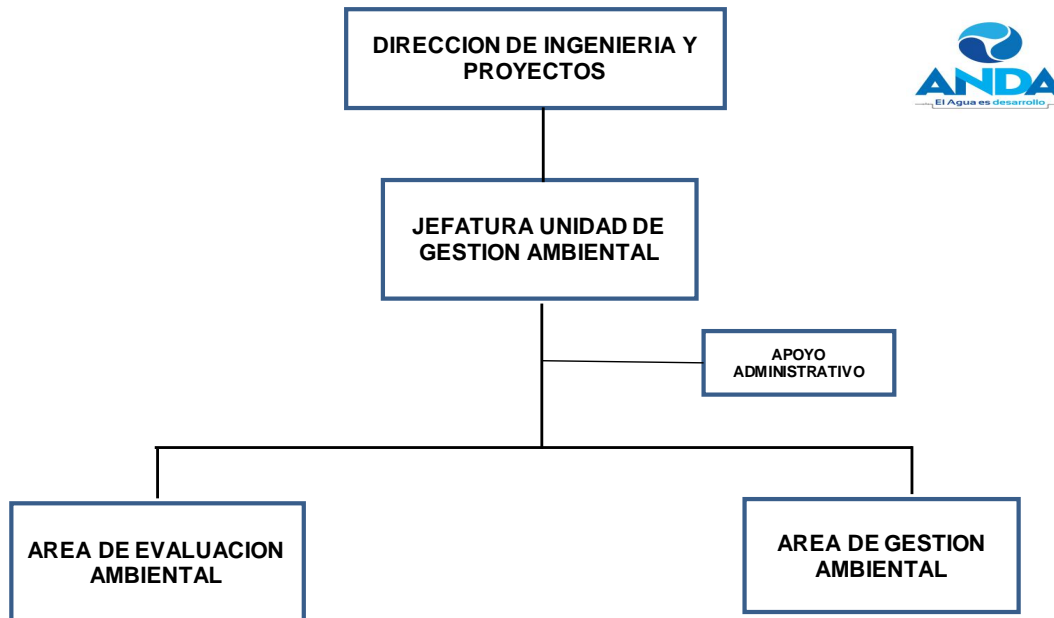 DIRECCION DE INGENIERIA Y
PROYECTOS
ANDA
El Agua es desarrollo
JEFATURA UNIDAD DE
GESTION AMBIENTAL
APOYO
ADMINISTRATIVO
AREA DE EVALUACION
AMBIENTAL
AREA DE GESTION
AMBIENTAL